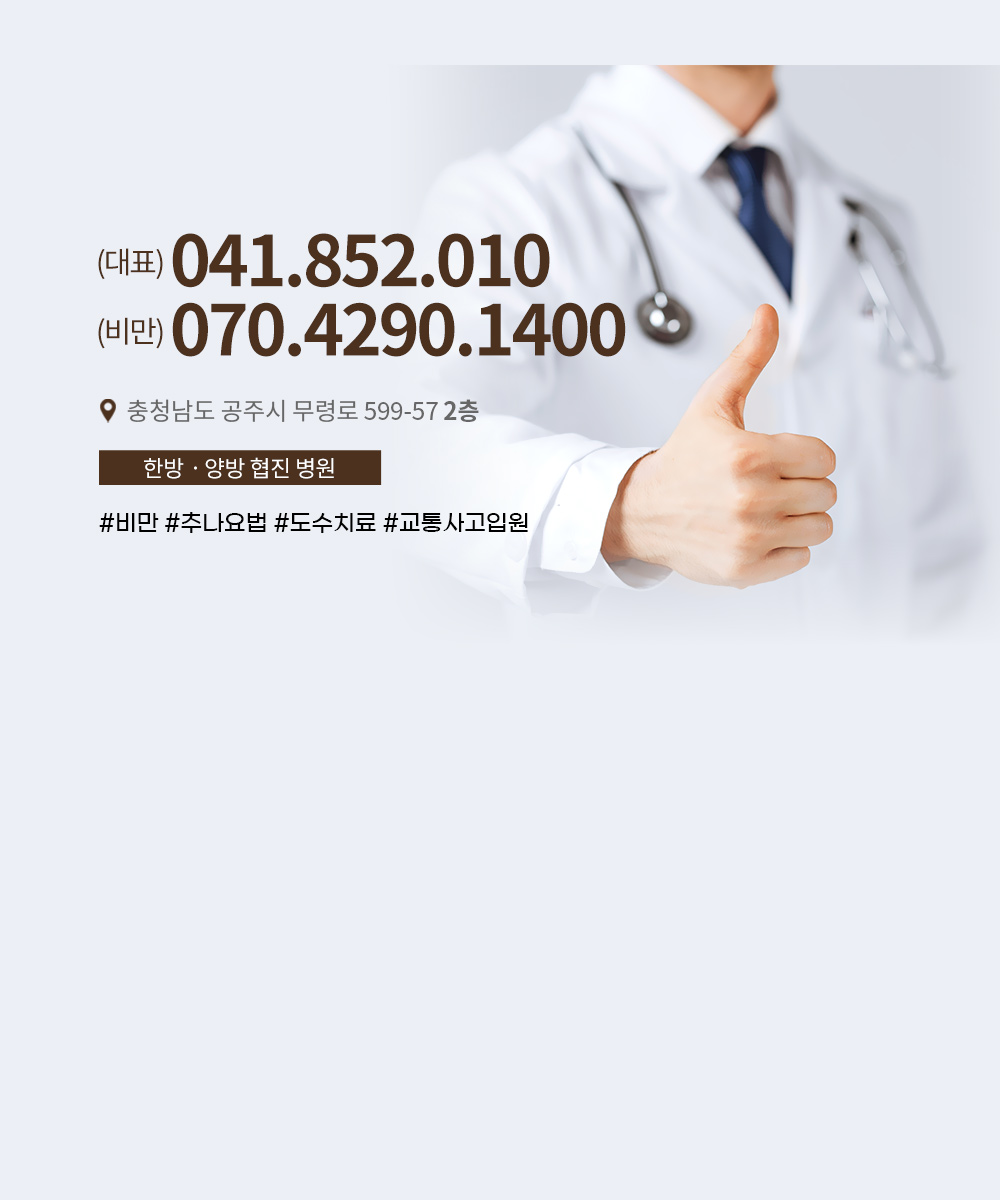 (대표) 041.852.010
(비만) 070.4290.1400
충청남도 공주시 무령로 599-57 2층
한방 · 양방 협진 병원
#비만 #추나요법 #도수치료 #교통사고입원